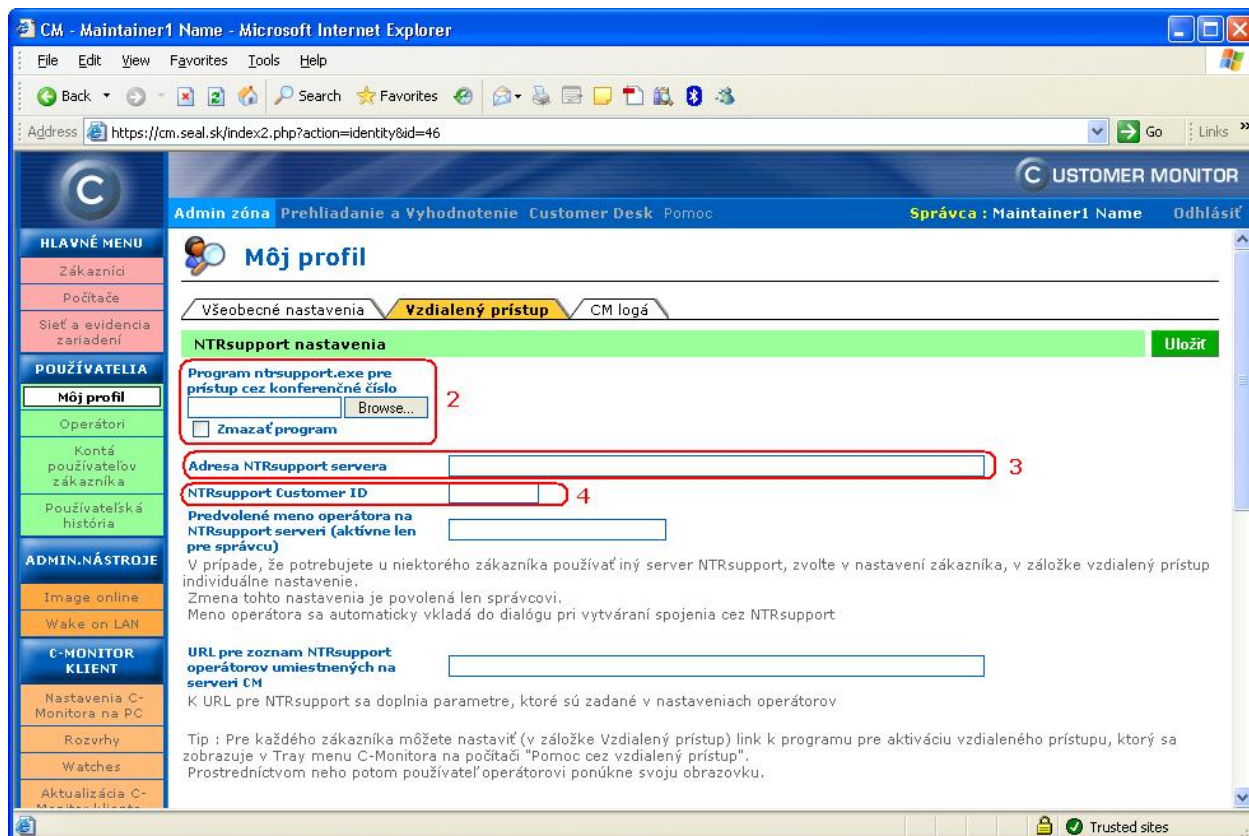 CM - Maintainer1 Name - Microsoft Internet Explorer
File Edit View Favorites Tools Help
Back Search Favorites
Address https://cm.seal.sk/index2.php?action=identity&id=46 Go Links »
C
C USTOMER MONITOR
Admin zóna Prehliadanie a Vyhodnotenie Customer Desk Pomoc Správca : Maintainer1 Name Odhlásiť
HLAVNÉ MENU
Zákazníci
Počítače
Sieť a evidencia
zariadení
POUŽÍVATELIA
Môj profil
Operátori
Kontá
používateľov
zákazníka
Používateľská
história
ADMIN.NÁSTROJE
Image online
Wake on LAN
C-MONITOR
KLIENT
Nastavenia C-
Monitora na PC
Rozvrhy
Watches
Aktualizácia C-
Monitor klienta
Môj profil
Všeobecné nastavenia Vzdialený prístup CM logá
NTRsupport nastavenia Uložiť
Program ntrsupport.exe pre
prístup cez konferenčné číslo
Browse...
2
Zmazať program
Adresa NTRsupport servera 3
NTRsupport Customer ID 4
Predvolené meno operátora na
NTRsupport serveri (aktívne len
pre správcu)
V prípade, že potrebujete u niektorého zákazníka používať iný server NTRsupport, zvoľte v nastavení zákazníka, v záložke vzdialený prístup
individuálne nastavenie.
Zmena tohto nastavenia je povolená len správcovi.
Meno operátora sa automaticky vkladá do dialógu pri vytváraní spojenia cez NTRsupport
URL pre zoznam NTRsupport
operátorov umiestnených na
serveri CM
K URL pre NTRsupport sa doplnia parametre, ktoré sú zadané v nastaveniach operátorov
Tip : Pre každého zákazníka môžete nastaviť (v záložke Vzdialený prístup) link k programu pre aktiváciu vzdialeného prístupu, ktorý sa
zobrazuje v Tray menu C-Monitora na počítači "Pomoc cez vzdialený prístup".
Prostredníctvom neho potom používateľ operátorovi ponúkne svoju obrazovku.
Trusted sites